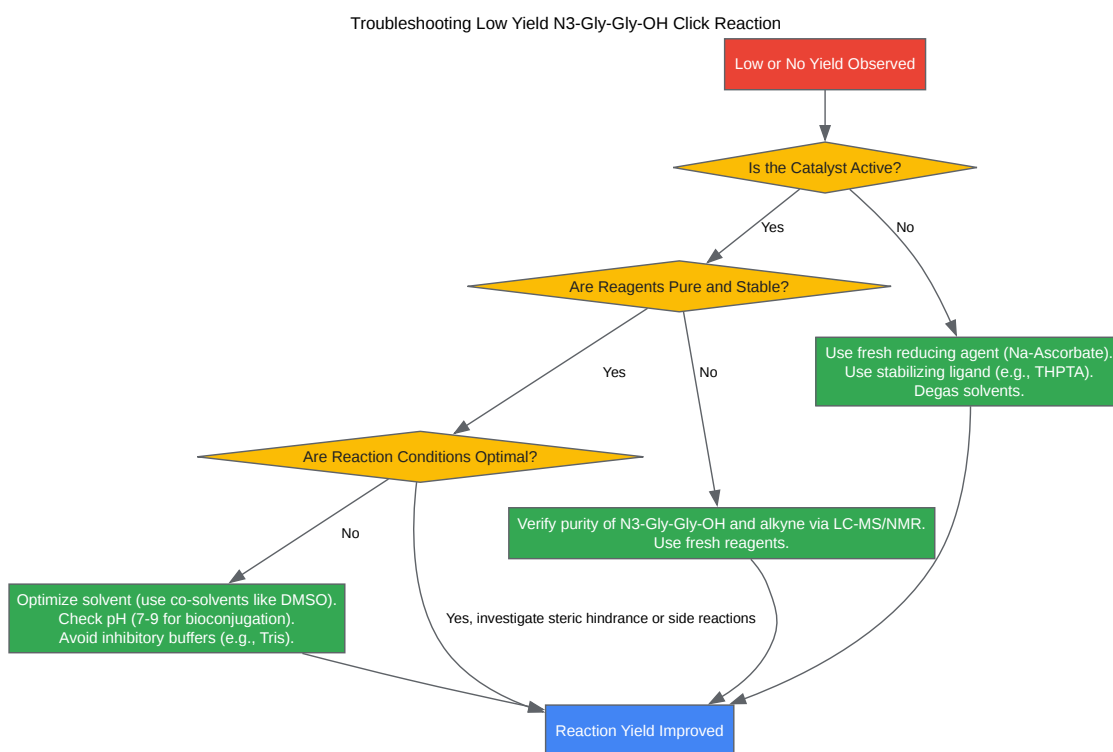 Troubleshooting Low Yield N3-Gly-Gly-OH Click Reaction
Low or No Yield Observed
Is the Catalyst Active?
Yes
No
Are Reagents Pure and Stable?
Use fresh reducing agent (Na-Ascorbate).
Use stabilizing ligand (e.g., THPTA).
Degas solvents.
Yes
No
Are Reaction Conditions Optimal?
Verify purity of N3-Gly-Gly-OH and alkyne via LC-MS/NMR.
Use fresh reagents.
No
Optimize solvent (use co-solvents like DMSO).
Check pH (7-9 for bioconjugation).
Avoid inhibitory buffers (e.g., Tris).
Yes, investigate steric hindrance or side reactions
Reaction Yield Improved